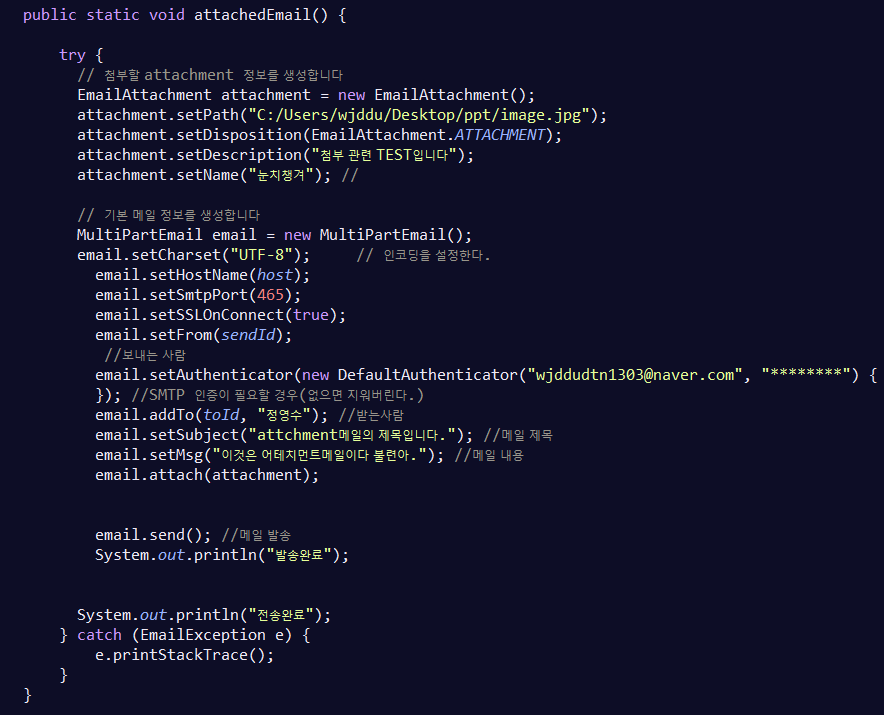 public static void attachedEmail() {
try {
// 첨부할 attachment 정보를 생성합니다
EmailAttachment attachment = new EmailAttachment();
attachment.setPath("C:/Users/wjddu/Desktop/ppt/image.jpg");
attachment.setDisposition(EmailAttachment.ATTACHMENT);
attachment.setDescription("첨부 관련 TEST입니다");
attachment.setName("눈치챙겨"); //
// 기본 메일 정보를 생성합니다
MultiPartEmail email = new MultiPartEmail();
email.setCharset("UTF-8"); // 인코딩을 설정한다.
email.setHostName(host);
email.setSmtpPort(465);
email.setSSLOnConnect(true);
email.setFrom(sendId);
//보내는 사람
email.setAuthenticator(new DefaultAuthenticator("wjddudtn1303@naver.com", "********") {
}); //SMTP 인증이 필요할 경우(없으면 지워버린다.)
email.addTo(toId, "정영수"); //받는사람
email.setSubject("attchment메일의 제목입니다."); //메일 제목
email.setMsg("이것은 어테치먼트메일이다 불련아."); //메일 내용
email.attach(attachment);
email.send(); //메일 발송
System.out.println("발송완료");
System.out.println("전송완료");
} catch (EmailException e) {
e.printStackTrace();
}
}